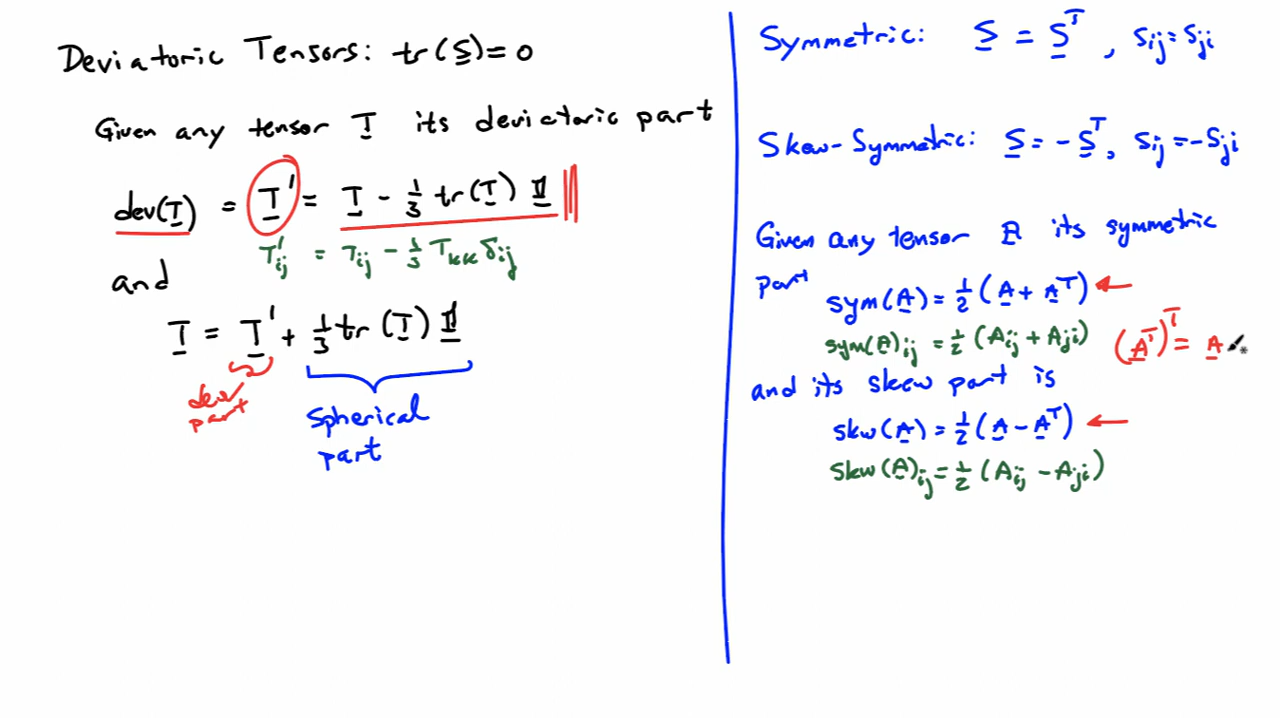 Deviatoric Tensors: tr(S)=0
Given any tensor T its deviatoric part
dev(T) = T' = T - 1/3 tr(T) 𝟙
T'ij = Tij - 1/3 Tkk δij
and
T = T' + 1/3 tr(T) 𝟙
dev part
Spherical part
Symmetric: S = S^T, Sij=Sji
Skew-Symmetric: S = -S^T, Sij=-Sji
Given any tensor A its symmetric
part
sym(A) = 1/2 (A + A^T) ←
sym(A)ij = 1/2 (Aij + Aji)
(A^T)^T = A
and its skew part is
skw(A) = 1/2 (A - A^T) ←
skw(A)ij = 1/2 (Aij - Aji)